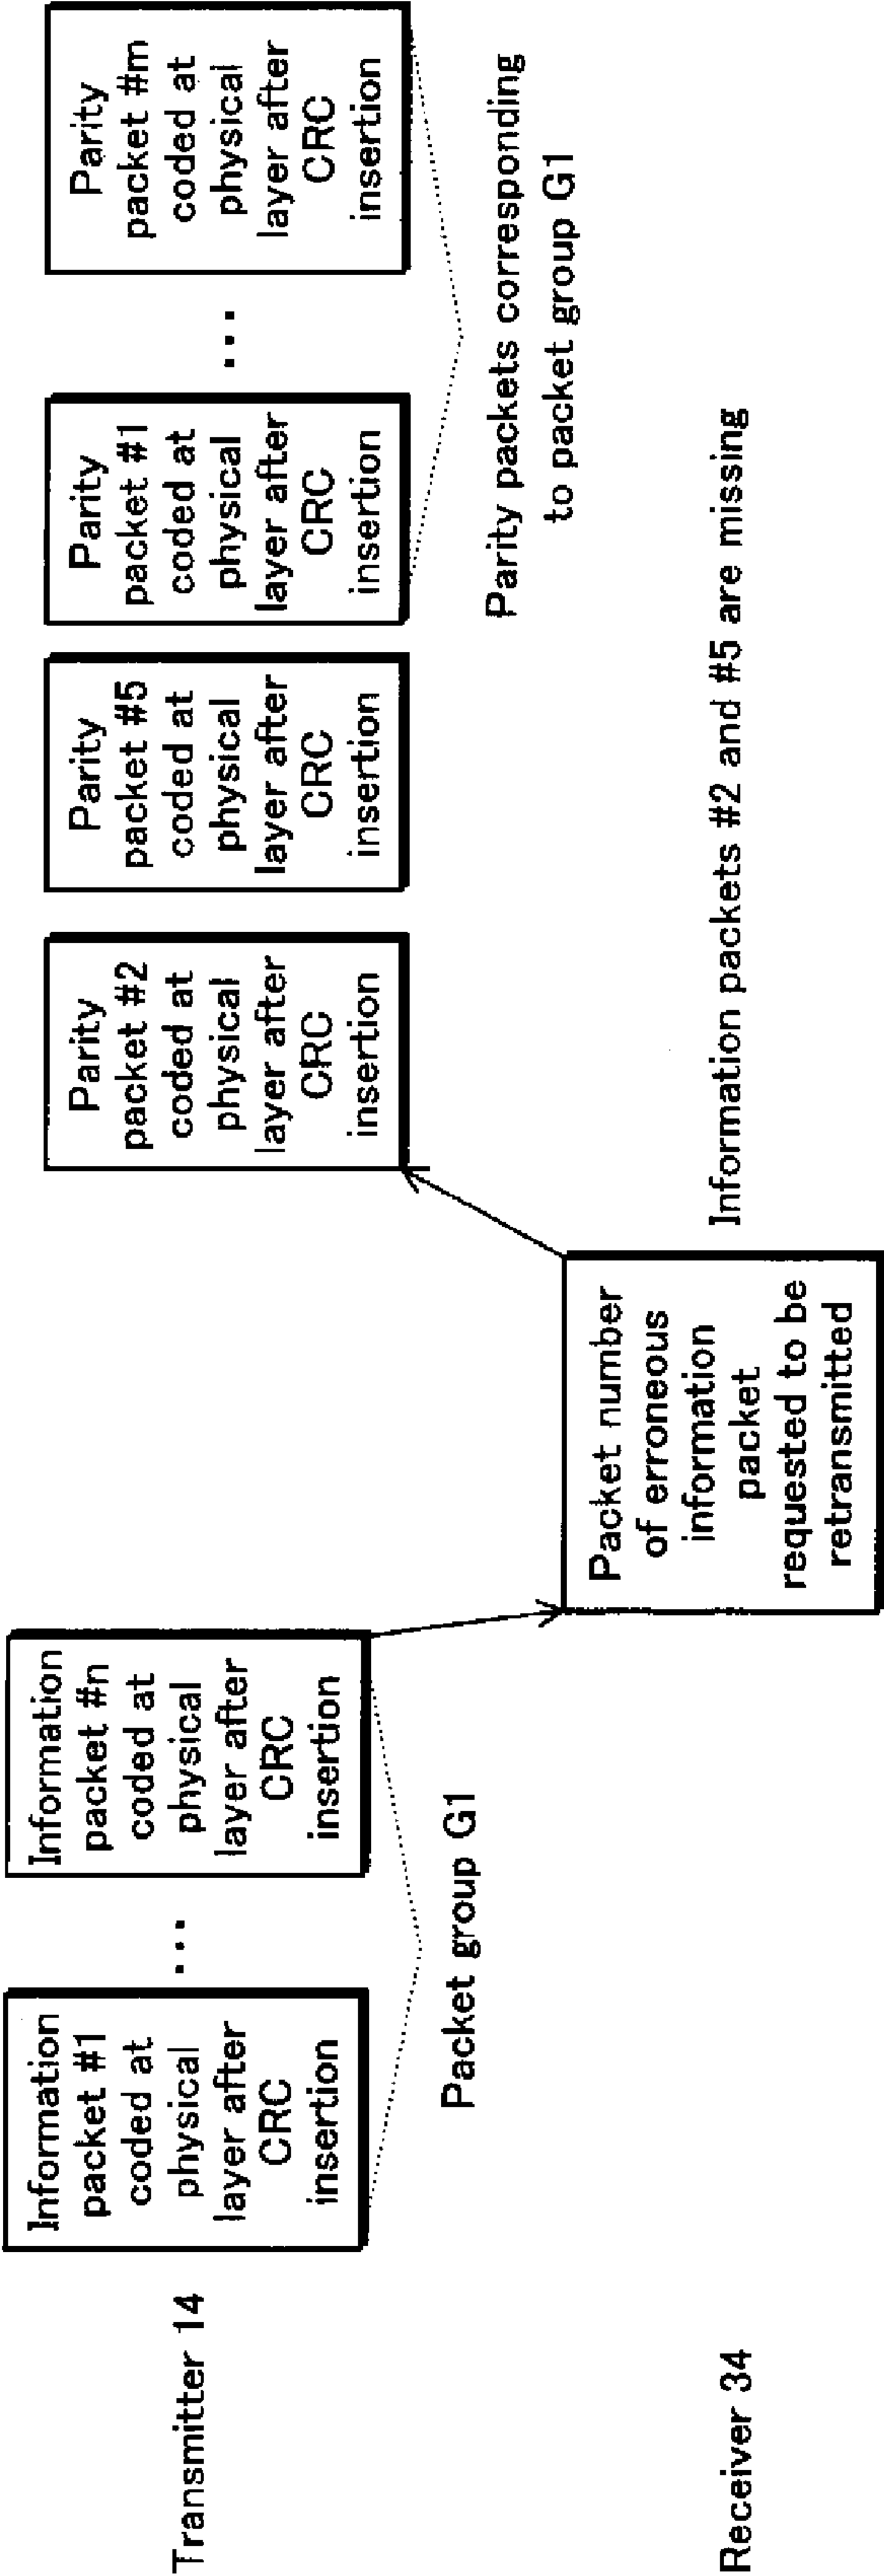 Transmitter 14
Information
packet #1
coded at
physical
layer after
CRC
insertion
...
Information
packet #n
coded at
physical
layer after
CRC
insertion
Packet group G1
Parity
packet #2
coded at
physical
layer after
CRC
insertion
Parity
packet #5
coded at
physical
layer after
CRC
insertion
Parity
packet #1
coded at
physical
layer after
CRC
insertion
...
Parity
packet #m
coded at
physical
layer after
CRC
insertion
Parity packets corresponding
to packet group G1
Receiver 34
Packet number
of erroneous
information
packet
requested to be
retransmitted
Information packets #2 and #5 are missing